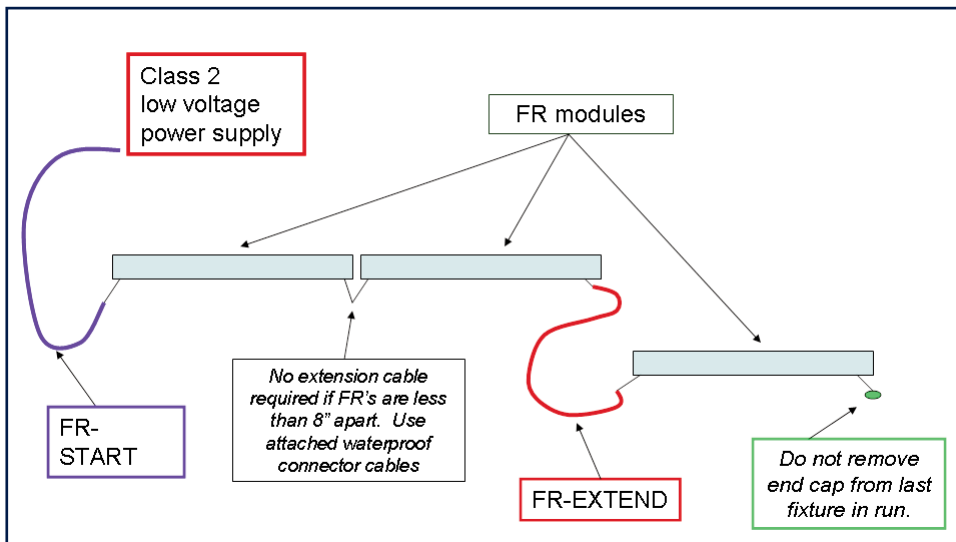 Class 2
low voltage
power supply
FR modules
No extension cable
required if FR's are less
than 8” apart.  Use
attached waterproof
connector cables
FR-
START
FR-EXTEND
Do not remove
end cap from last
fixture in run.